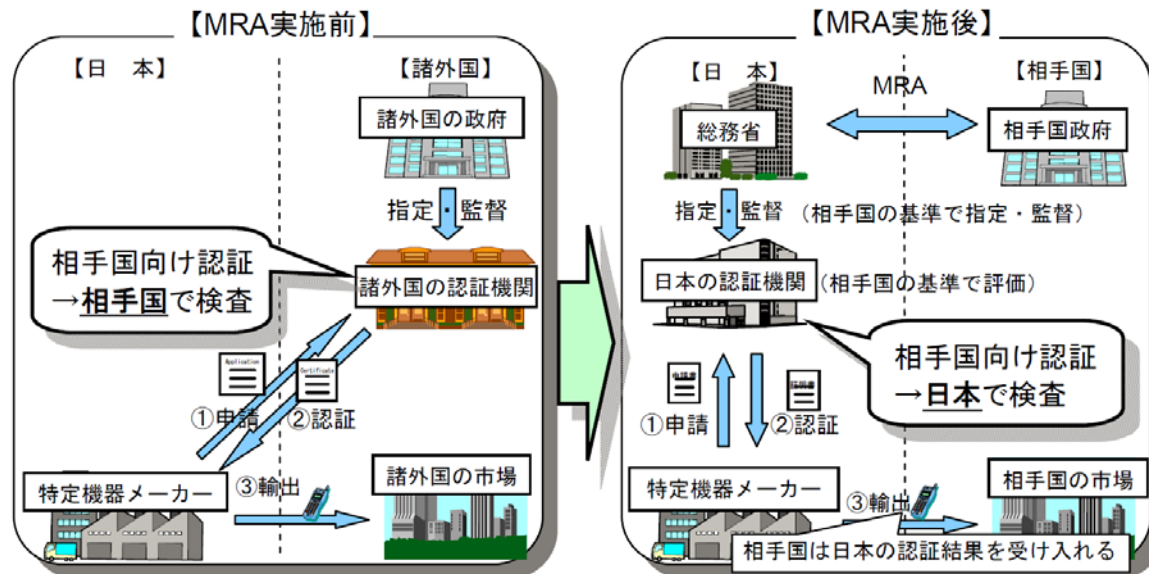 【MRA実施前】
【日　本】
【諸外国】
諸外国の政府
指定・監督
相手国向け認証
→相手国で検査
諸外国の認証機関
Application
Certificate
①申請
②認証
特定機器メーカー
③輸出
諸外国の市場
【MRA実施後】
【日　本】
【相手国】
MRA
総務省
相手国政府
指定・監督
(相手国の基準で指定・監督)
日本の認証機関
(相手国の基準で評価)
相手国向け認証
→日本で検査
申請書
証明書
①申請
②認証
特定機器メーカー
③輸出
相手国の市場
相手国は日本の認証結果を受け入れる